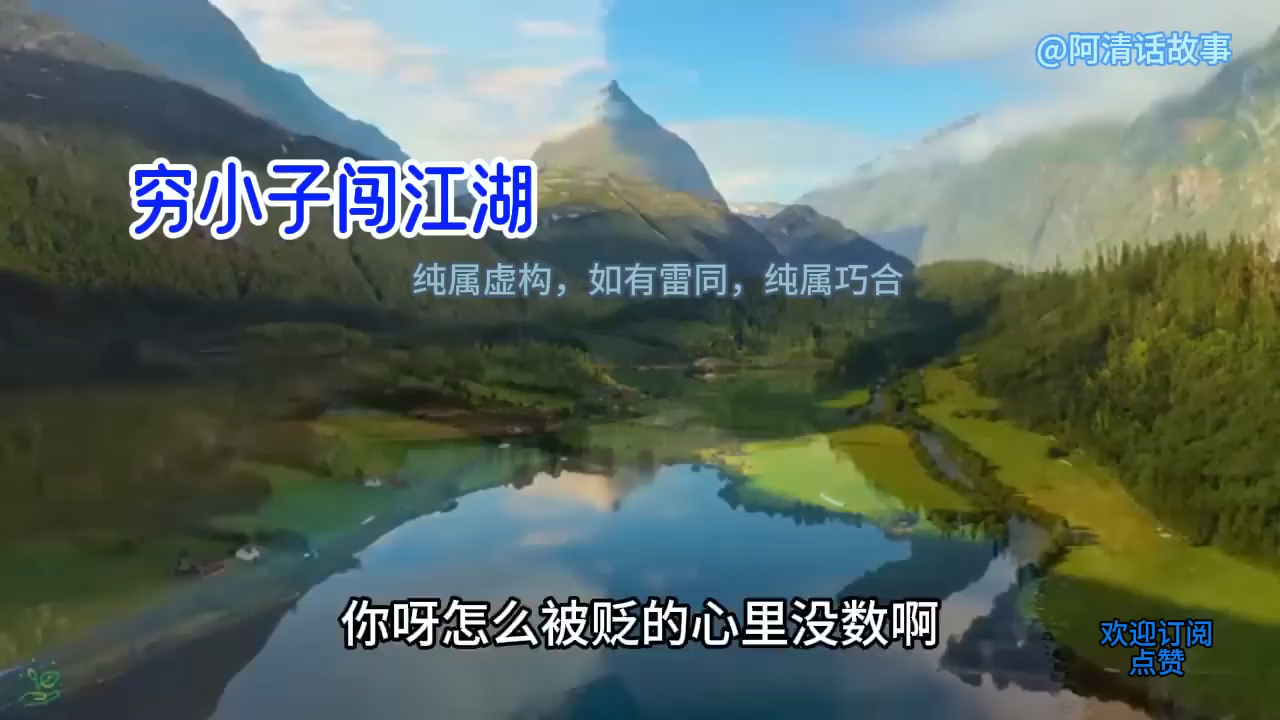 @阿清话故事
穷小子闯江湖
纯属虚构，如有雷同，纯属巧合
你呀怎么被贬的心里没数啊
欢迎订阅
点赞